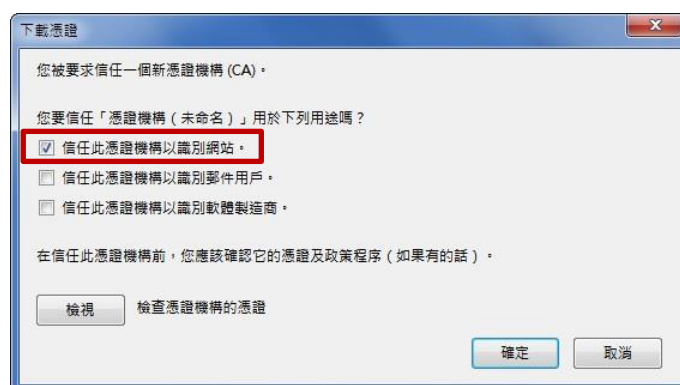 下載憑證
您被要求信任一個新憑證機構 (CA)。
您要信任「憑證機構（未命名）」用於下列用途嗎？
信任此憑證機構以識別網站。
信任此憑證機構以識別郵件用戶。
信任此憑證機構以識別軟體製造商。
在信任此憑證機構前，您應該確認它的憑證及政策程序（如果有的話）。
檢視 檢查憑證機構的憑證
確定 取消